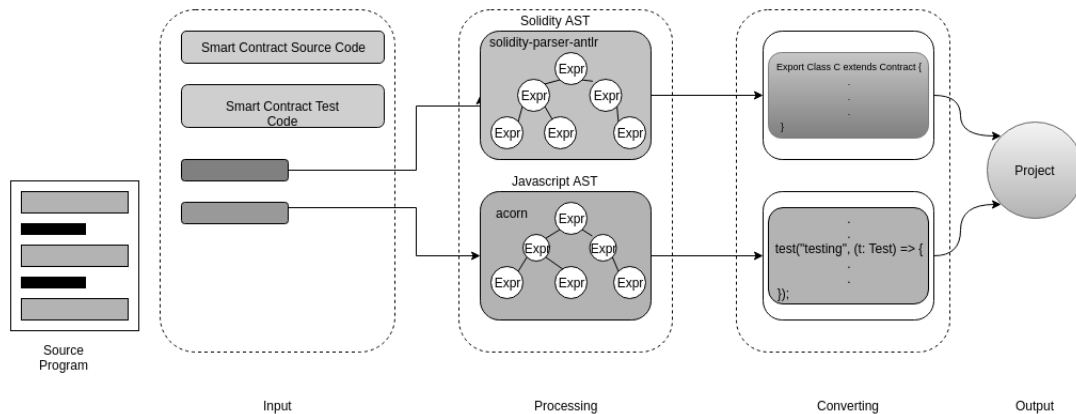 Solidity AST
Smart Contract Source Code
Smart Contract Test
Code
solidity-parser-antlr
Expr
Expr
Expr
Expr
Expr
Expr
Javascript AST
acorn
Expr
Expr
Expr
Expr
Expr
Expr
Export Class C extends Contract {
.
.
.
}
.
.
test("testing", (t: Test) => {
.
.
});
Project
Source
Program
Input
Processing
Converting
Output